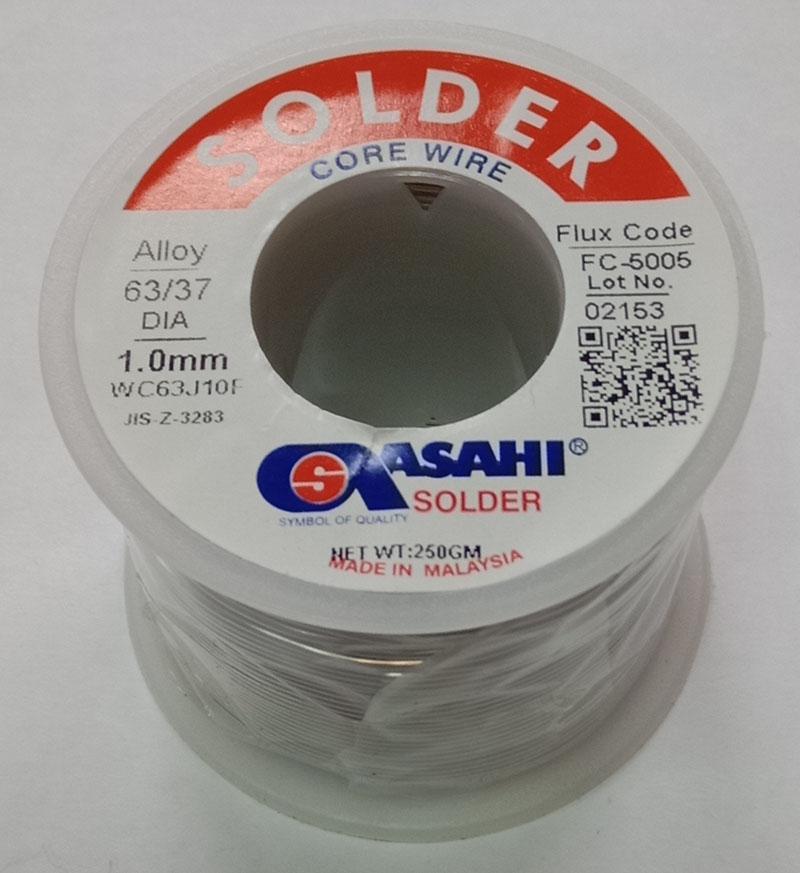 SOLDER
CORE WIRE
Alloy
63/37
DIA
1.0mm
WC63J10F
JIS-Z-3283
Flux Code
FC-5005
Lot No.
02153
S
ASAHI®
SOLDER
SYMBOL OF QUALITY
NET WT:250GM
MADE IN MALAYSIA